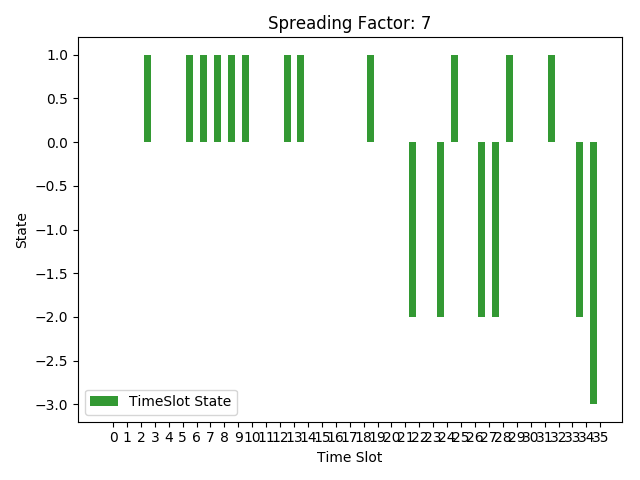 Spreading Factor: 7
1.0
0.5
0.0
−0.5
−1.0
−1.5
−2.0
−2.5
−3.0
State
TimeSlot State
0 1 2 3 4 5 6 7 8 9 10 11 12 13 14 15 16 17 18 19 20 21 22 23 24 25 26 27 28 29 30 31 32 33 34 35
Time Slot